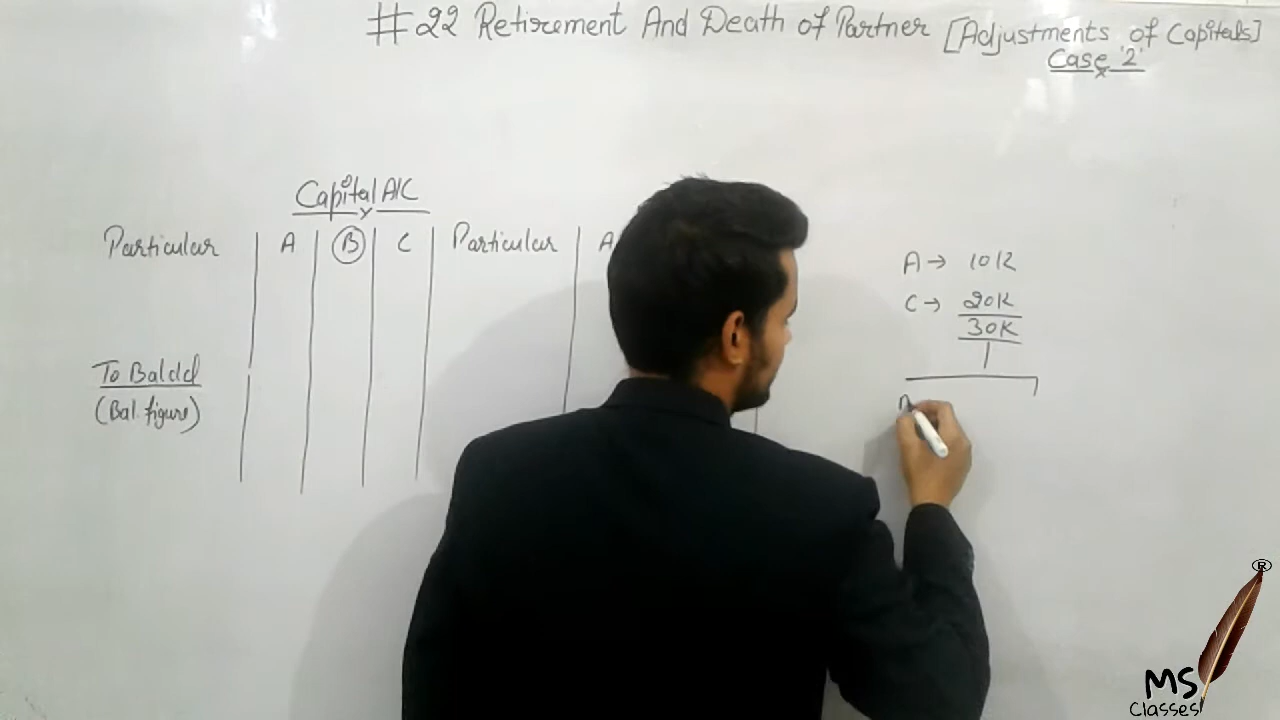 #22 Retirement And Death of Partner [Adjustments of Capitals]
Case '2'
Capital A/C
Particular A B C Particular A
To Bal c/d
(Bal. figure)
A → 10K
C → 20K
30K
MS
Classes
®